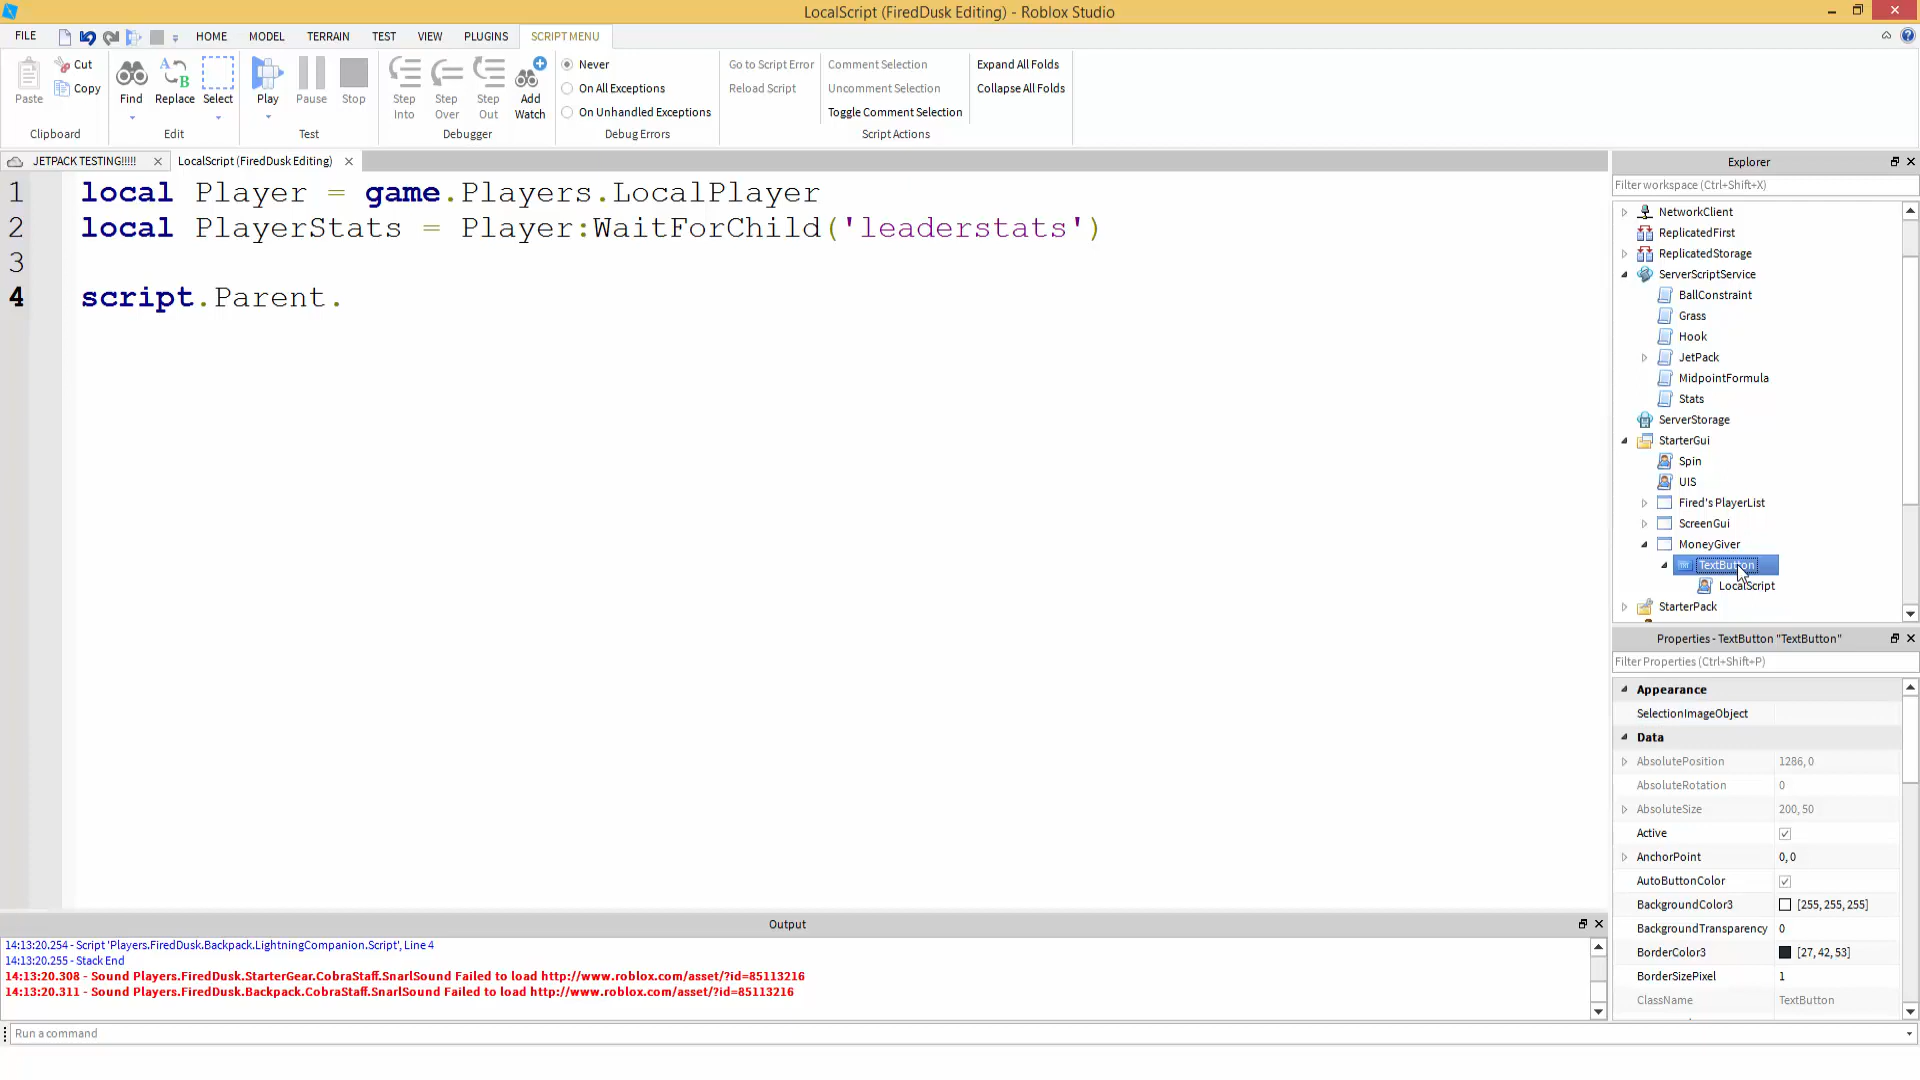 LocalScript (FiredDusk Editing) - Roblox Studio
FILE HOME MODEL TERRAIN TEST VIEW PLUGINS SCRIPT MENU
Paste Cut Copy Clipboard
Find Replace Select Edit
Play Pause Stop Test
Step Into Step Over Step Out Add Watch Debugger
Never
On All Exceptions
On Unhandled Exceptions
Debug Errors
Go to Script Error
Reload Script
Comment Selection
Uncomment Selection
Toggle Comment Selection
Script Actions
Expand All Folds
Collapse All Folds
JETPACK TESTING!!!!! LocalScript (FiredDusk Editing)
1 local Player = game.Players.LocalPlayer
2 local PlayerStats = Player:WaitForChild('leaderstats')
3
4 script.Parent.
Explorer
Filter workspace (Ctrl+Shift+X)
NetworkClient
ReplicatedFirst
ReplicatedStorage
ServerScriptService
BallConstraint
Grass
Hook
JetPack
MidpointFormula
Stats
ServerStorage
StarterGui
Spin
UIS
Fired's PlayerList
ScreenGui
MoneyGiver
TextButton
LocalScript
StarterPack
Properties - TextButton "TextButton"
Filter Properties (Ctrl+Shift+P)
Appearance
SelectionImageObject
Data
AbsolutePosition 1286, 0
AbsoluteRotation 0
AbsoluteSize 200, 50
Active
AnchorPoint 0, 0
AutoButtonColor
BackgroundColor3 [255, 255, 255]
BackgroundTransparency 0
BorderColor3 [27, 42, 53]
BorderSizePixel 1
ClassName TextButton
Output
14:13:20.254 - Script 'Players.FiredDusk.Backpack.LightningCompanion.Script', Line 4
14:13:20.255 - Stack End
14:13:20.308 - Sound Players.FiredDusk.StarterGear.CobraStaff.SnarlSound Failed to load http://www.roblox.com/asset/?id=85113216
14:13:20.311 - Sound Players.FiredDusk.Backpack.CobraStaff.SnarlSound Failed to load http://www.roblox.com/asset/?id=85113216
Run a command